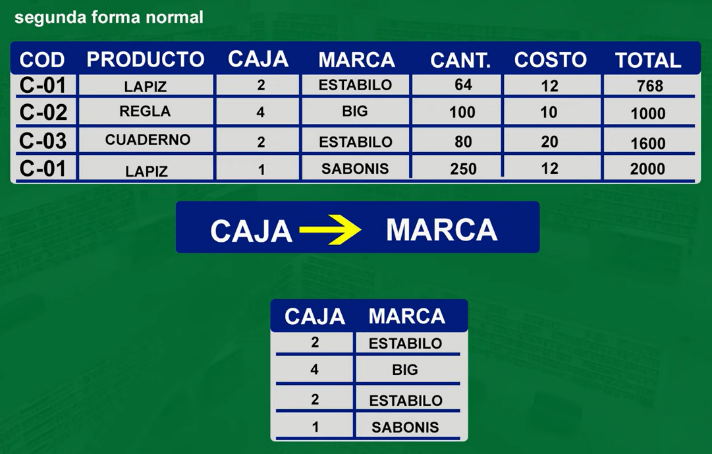 segunda forma normal
COD PRODUCTO CAJA MARCA CANT. COSTO TOTAL
C-01 LAPIZ 2 ESTABILO 64 12 768
C-02 REGLA 4 BIG 100 10 1000
C-03 CUADERNO 2 ESTABILO 80 20 1600
C-01 LAPIZ 1 SABONIS 250 12 2000
CAJA MARCA
CAJA MARCA
2 ESTABILO
4 BIG
2 ESTABILO
1 SABONIS